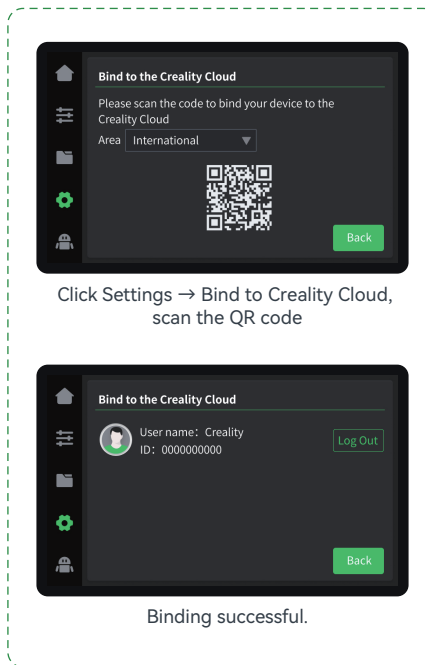 Bind to the Creality Cloud
Please scan the code to bind your device to the
Creality Cloud
Area International
Back
Click Settings → Bind to Creality Cloud,
scan the QR code
Bind to the Creality Cloud
User name：Creality
ID：0000000000
Log Out
Back
Binding successful.